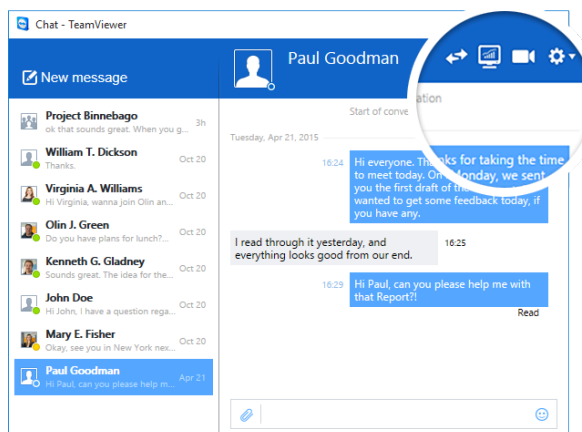 Chat - TeamViewer
New message
Paul Goodman
Project Binnebago
3h
ok that sounds great. When you g...
William T. Dickson
Thanks.
Oct 20
Virginia A. Williams
Hi Virginia, wanna join Olin an...
Oct 20
Olin J. Green
Do you have plans for lunch?...
Oct 20
Kenneth G. Gladney
Sounds great. The idea for the...
Oct 20
John Doe
Hi John, I have a question rega...
Oct 20
Mary E. Fisher
Okay, see you in New York nex...
Oct 20
Paul Goodman
Hi Paul, can you please help m...
Apr 21
Start of conve
ation
Tuesday, Apr 21, 2015
16:24
Hi everyone. Thanks for taking the time
to meet today. On Monday, we sent
you the first draft of the
wanted to get some feedback today, if
you have any.
I read through it yesterday, and
everything looks good from our end.
16:25
16:29
Hi Paul, can you please help me with
that Report?!
Read